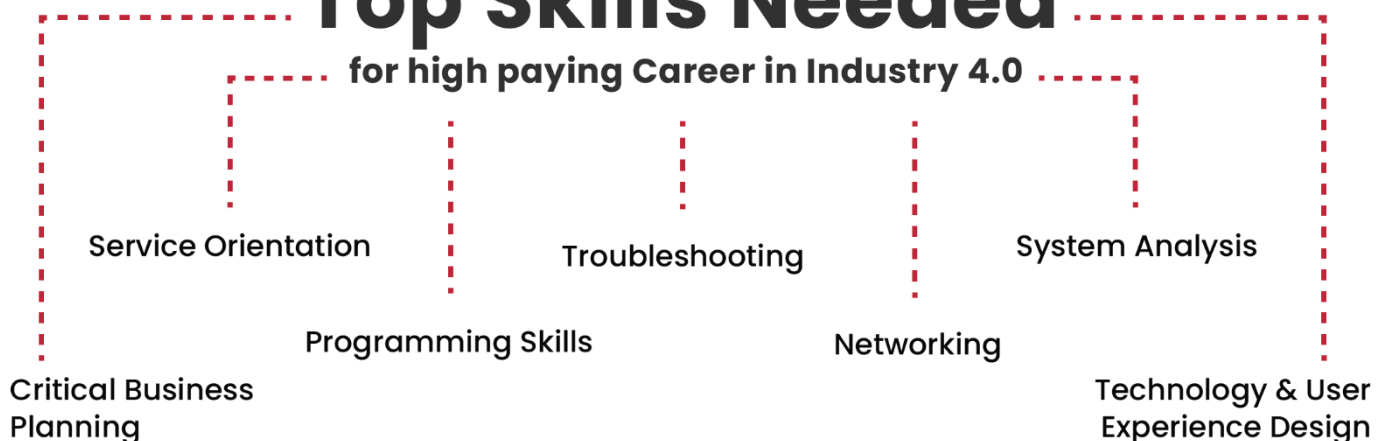 Top Skills Needed
for high paying Career in Industry 4.0
Service Orientation
Troubleshooting
System Analysis
Programming Skills
Networking
Critical Business
Planning
Technology & User
Experience Design